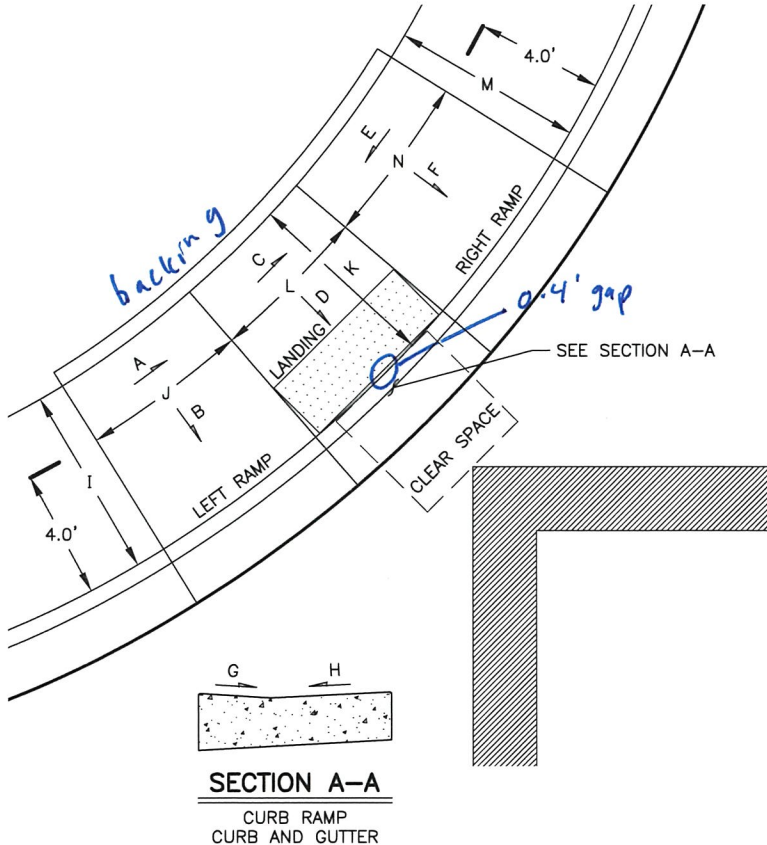 4.0'
M
E
N
F
RIGHT RAMP
backing
C
K
L
D
0.4' gap
LANDING
SEE SECTION A-A
A
J
B
CLEAR SPACE
I
LEFT RAMP
4.0'
G
H
SECTION A-A
CURB RAMP
CURB AND GUTTER